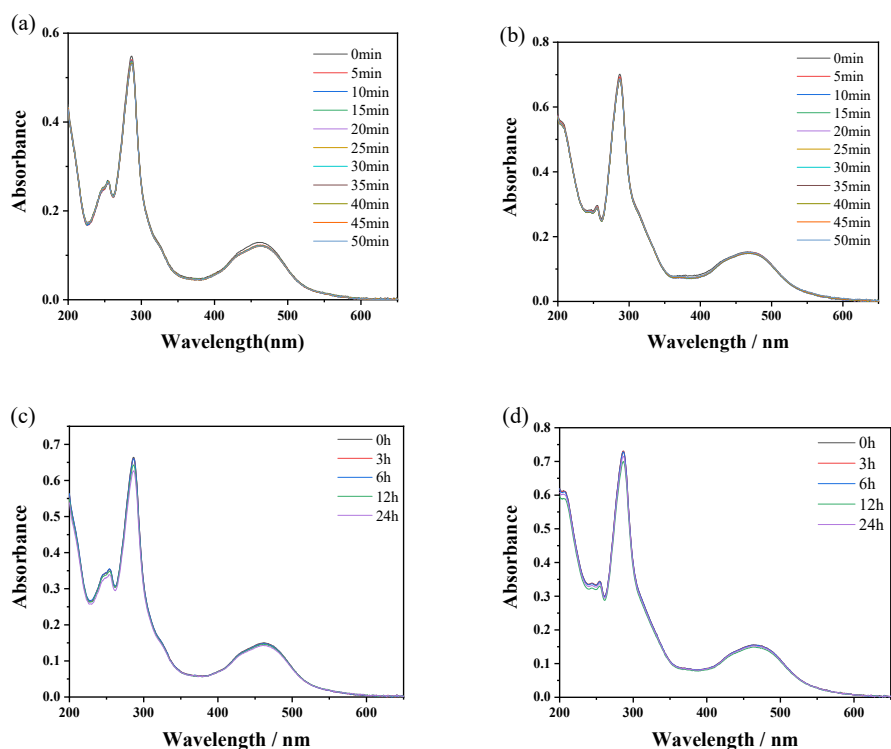 (a)
Absorbance
0.6
0.4
0.2
0.0
200
300
400
500
600
Wavelength(nm)
0min
5min
10min
15min
20min
25min
30min
35min
40min
45min
50min
(b)
Absorbance
0.8
0.6
0.4
0.2
0.0
200
300
400
500
600
Wavelength / nm
0min
5min
10min
15min
20min
25min
30min
35min
40min
45min
50min
(c)
Absorbance
0.7
0.6
0.5
0.4
0.3
0.2
0.1
0.0
200
300
400
500
600
Wavelength / nm
0h
3h
6h
12h
24h
(d)
Absorbance
0.8
0.7
0.6
0.5
0.4
0.3
0.2
0.1
0.0
200
300
400
500
600
Wavelength / nm
0h
3h
6h
12h
24h